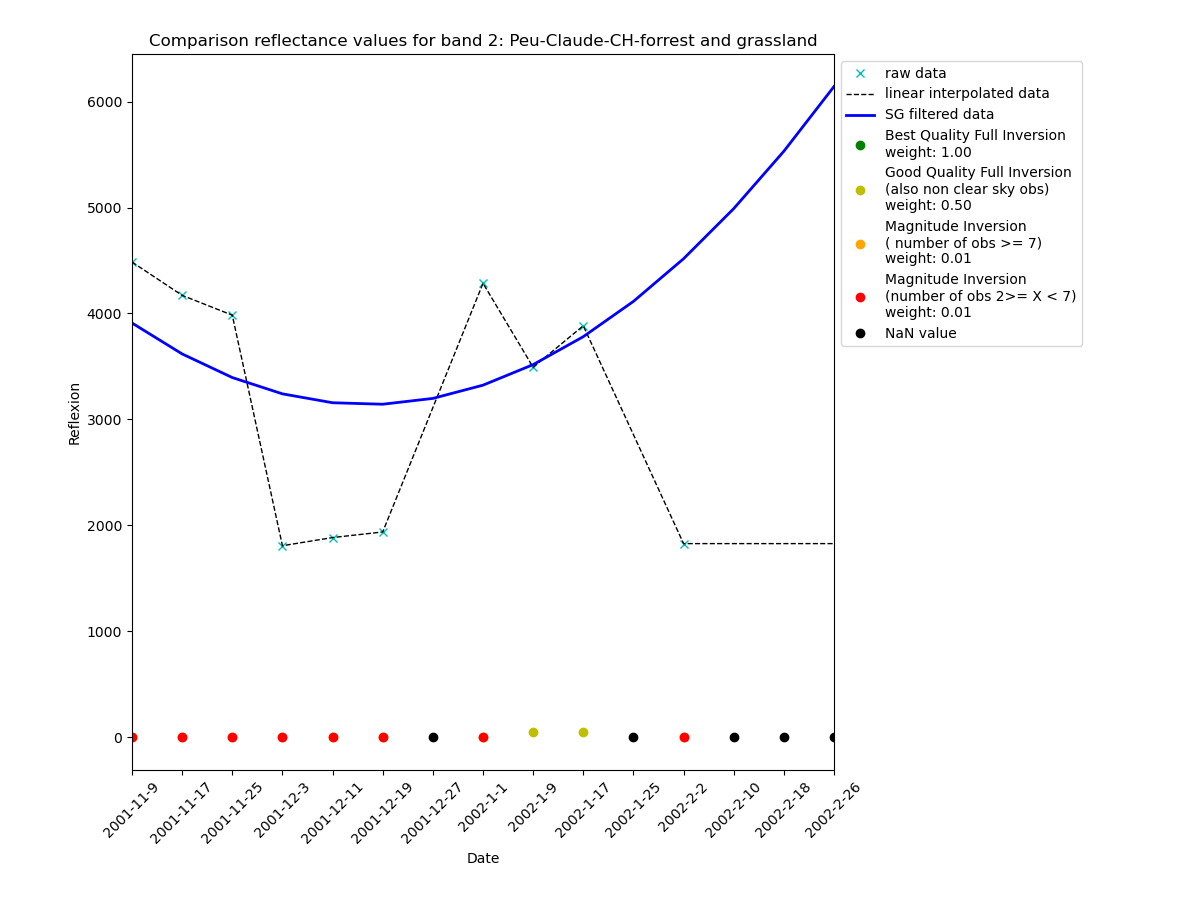 Comparison reflectance values for band 2: Peu-Claude-CH-forrest and grassland
raw data
linear interpolated data
SG filtered data
Best Quality Full Inversion
weight: 1.00
Good Quality Full Inversion
(also non clear sky obs)
weight: 0.50
Magnitude Inversion
( number of obs >= 7)
weight: 0.01
Magnitude Inversion
(number of obs 2>= X < 7)
weight: 0.01
NaN value
Reflexion
6000
5000
4000
3000
2000
1000
0
2001-11-9
2001-11-17
2001-11-25
2001-12-3
2001-12-11
2001-12-19
2001-12-27
2002-1-1
2002-1-9
2002-1-17
2002-1-25
2002-2-2
2002-2-10
2002-2-18
2002-2-26
Date